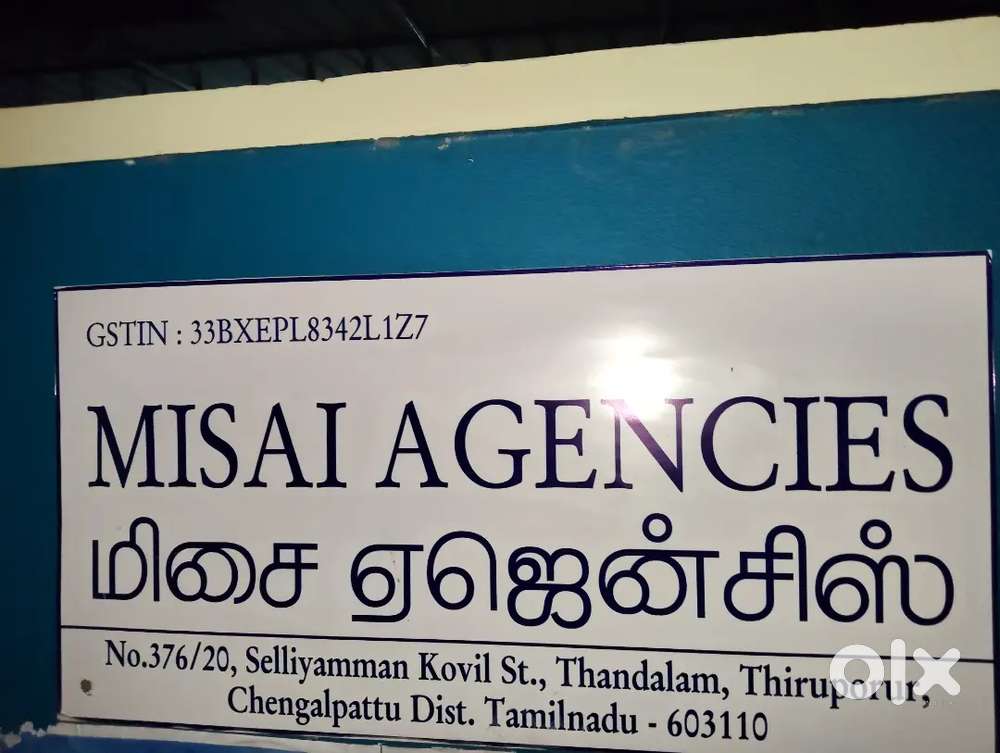 GSTIN : 33BXEPL8342L1Z7
MISAI AGENCIES
மிசை ஏஜென்சிஸ்
No.376/20, Selliyamman Kovil St., Thandalam, Thiruporur,
Chengalpattu Dist. Tamilnadu - 603110
olx